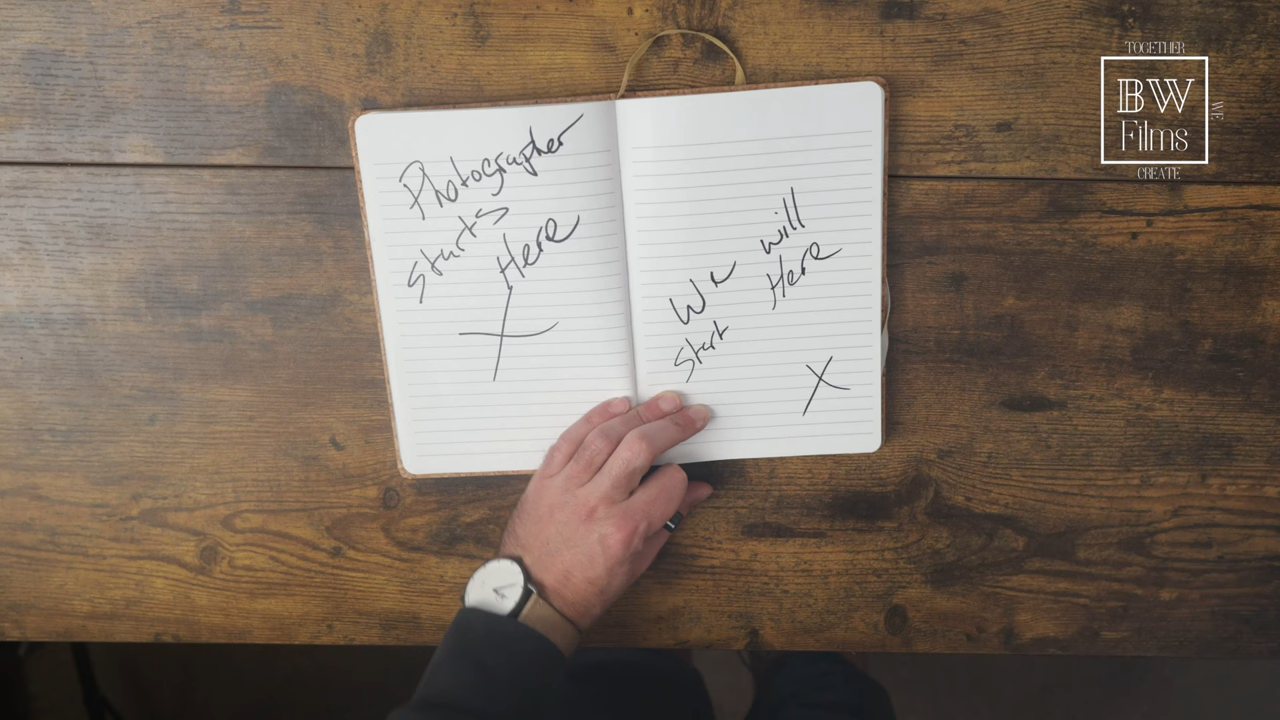 Photographer
starts
Here
X
We will
start Here
X
TOGETHER
BW
Films
WE
CREATE